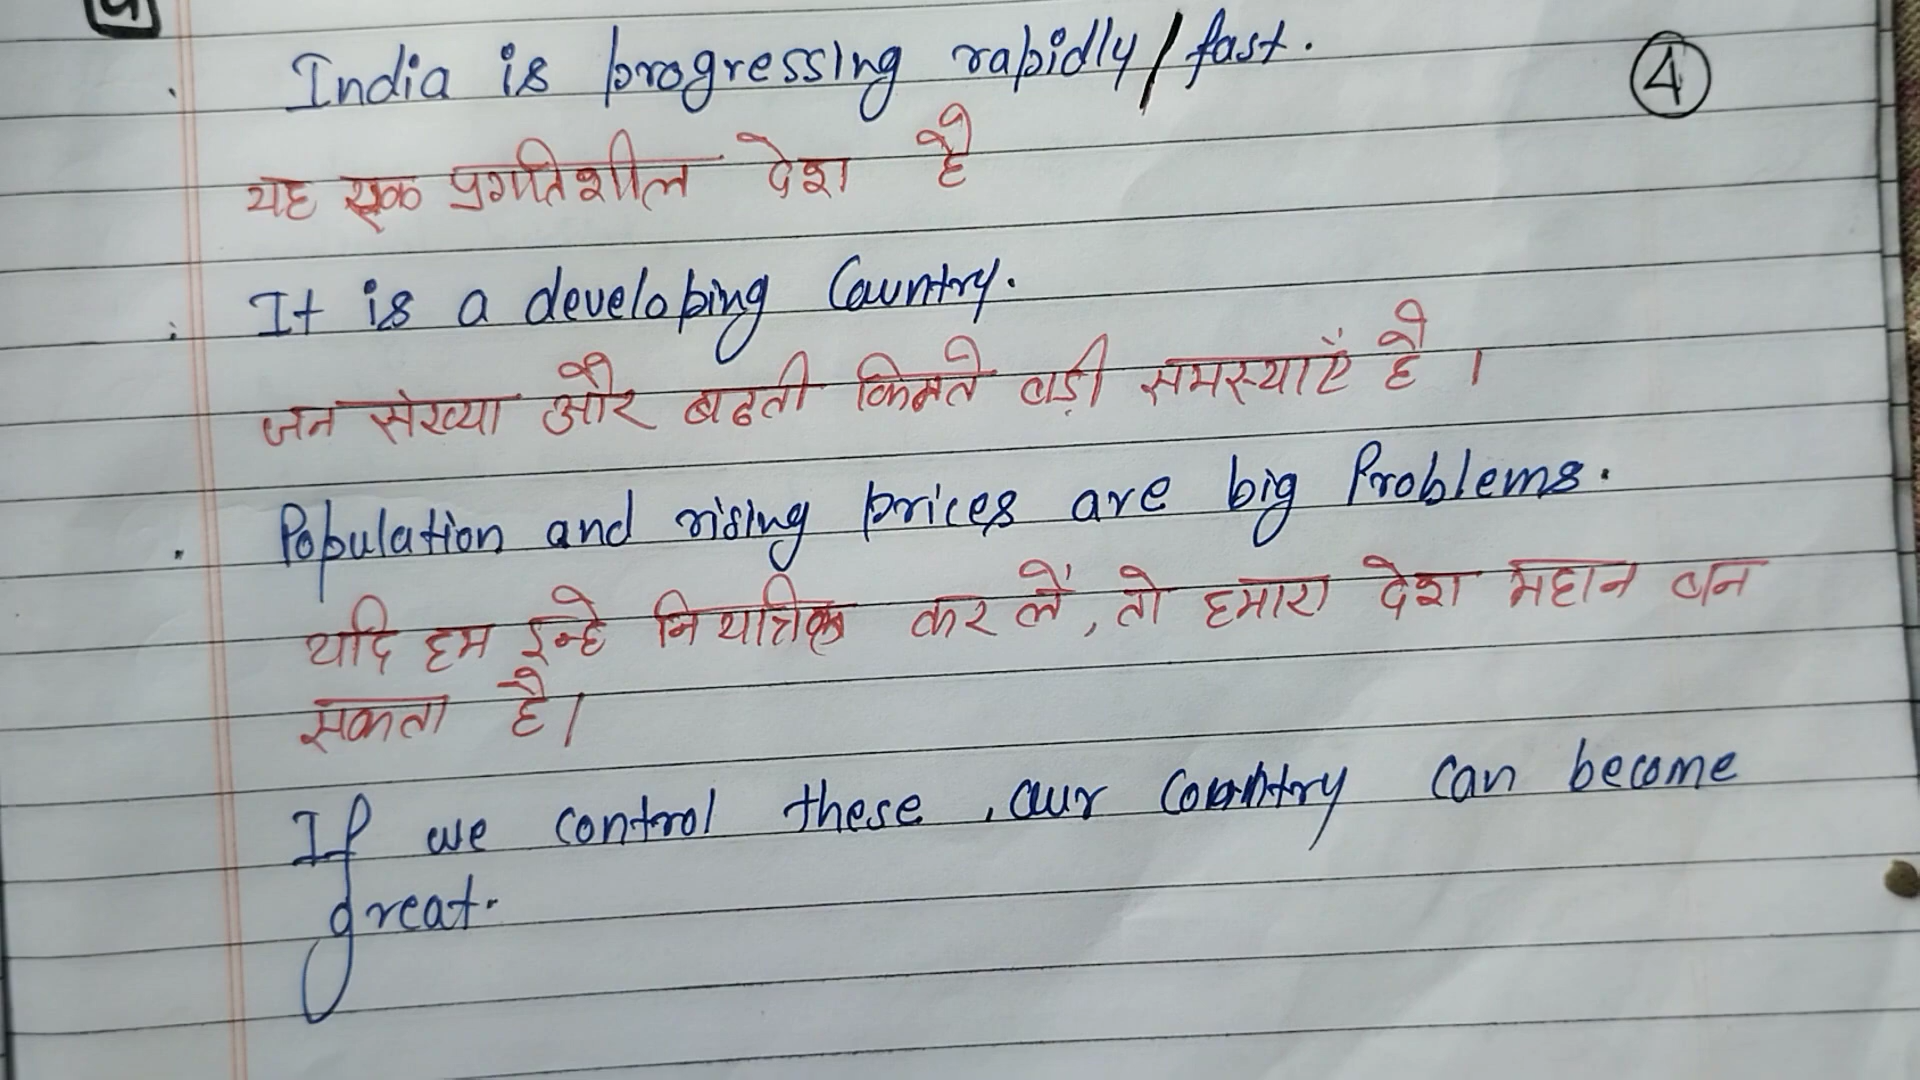 India is progressing rapidly/fast.
④
यह एक प्रगतिशील देश है
It is a developing Country.
जन संख्या और बढती किमते बड़ी समस्याएं है ।
Population and rising prices are big Problems.
यदि हम इन्हे कर लें, तो हमारा देश महान बन
सकता है।
If we control these, our country can become
great.